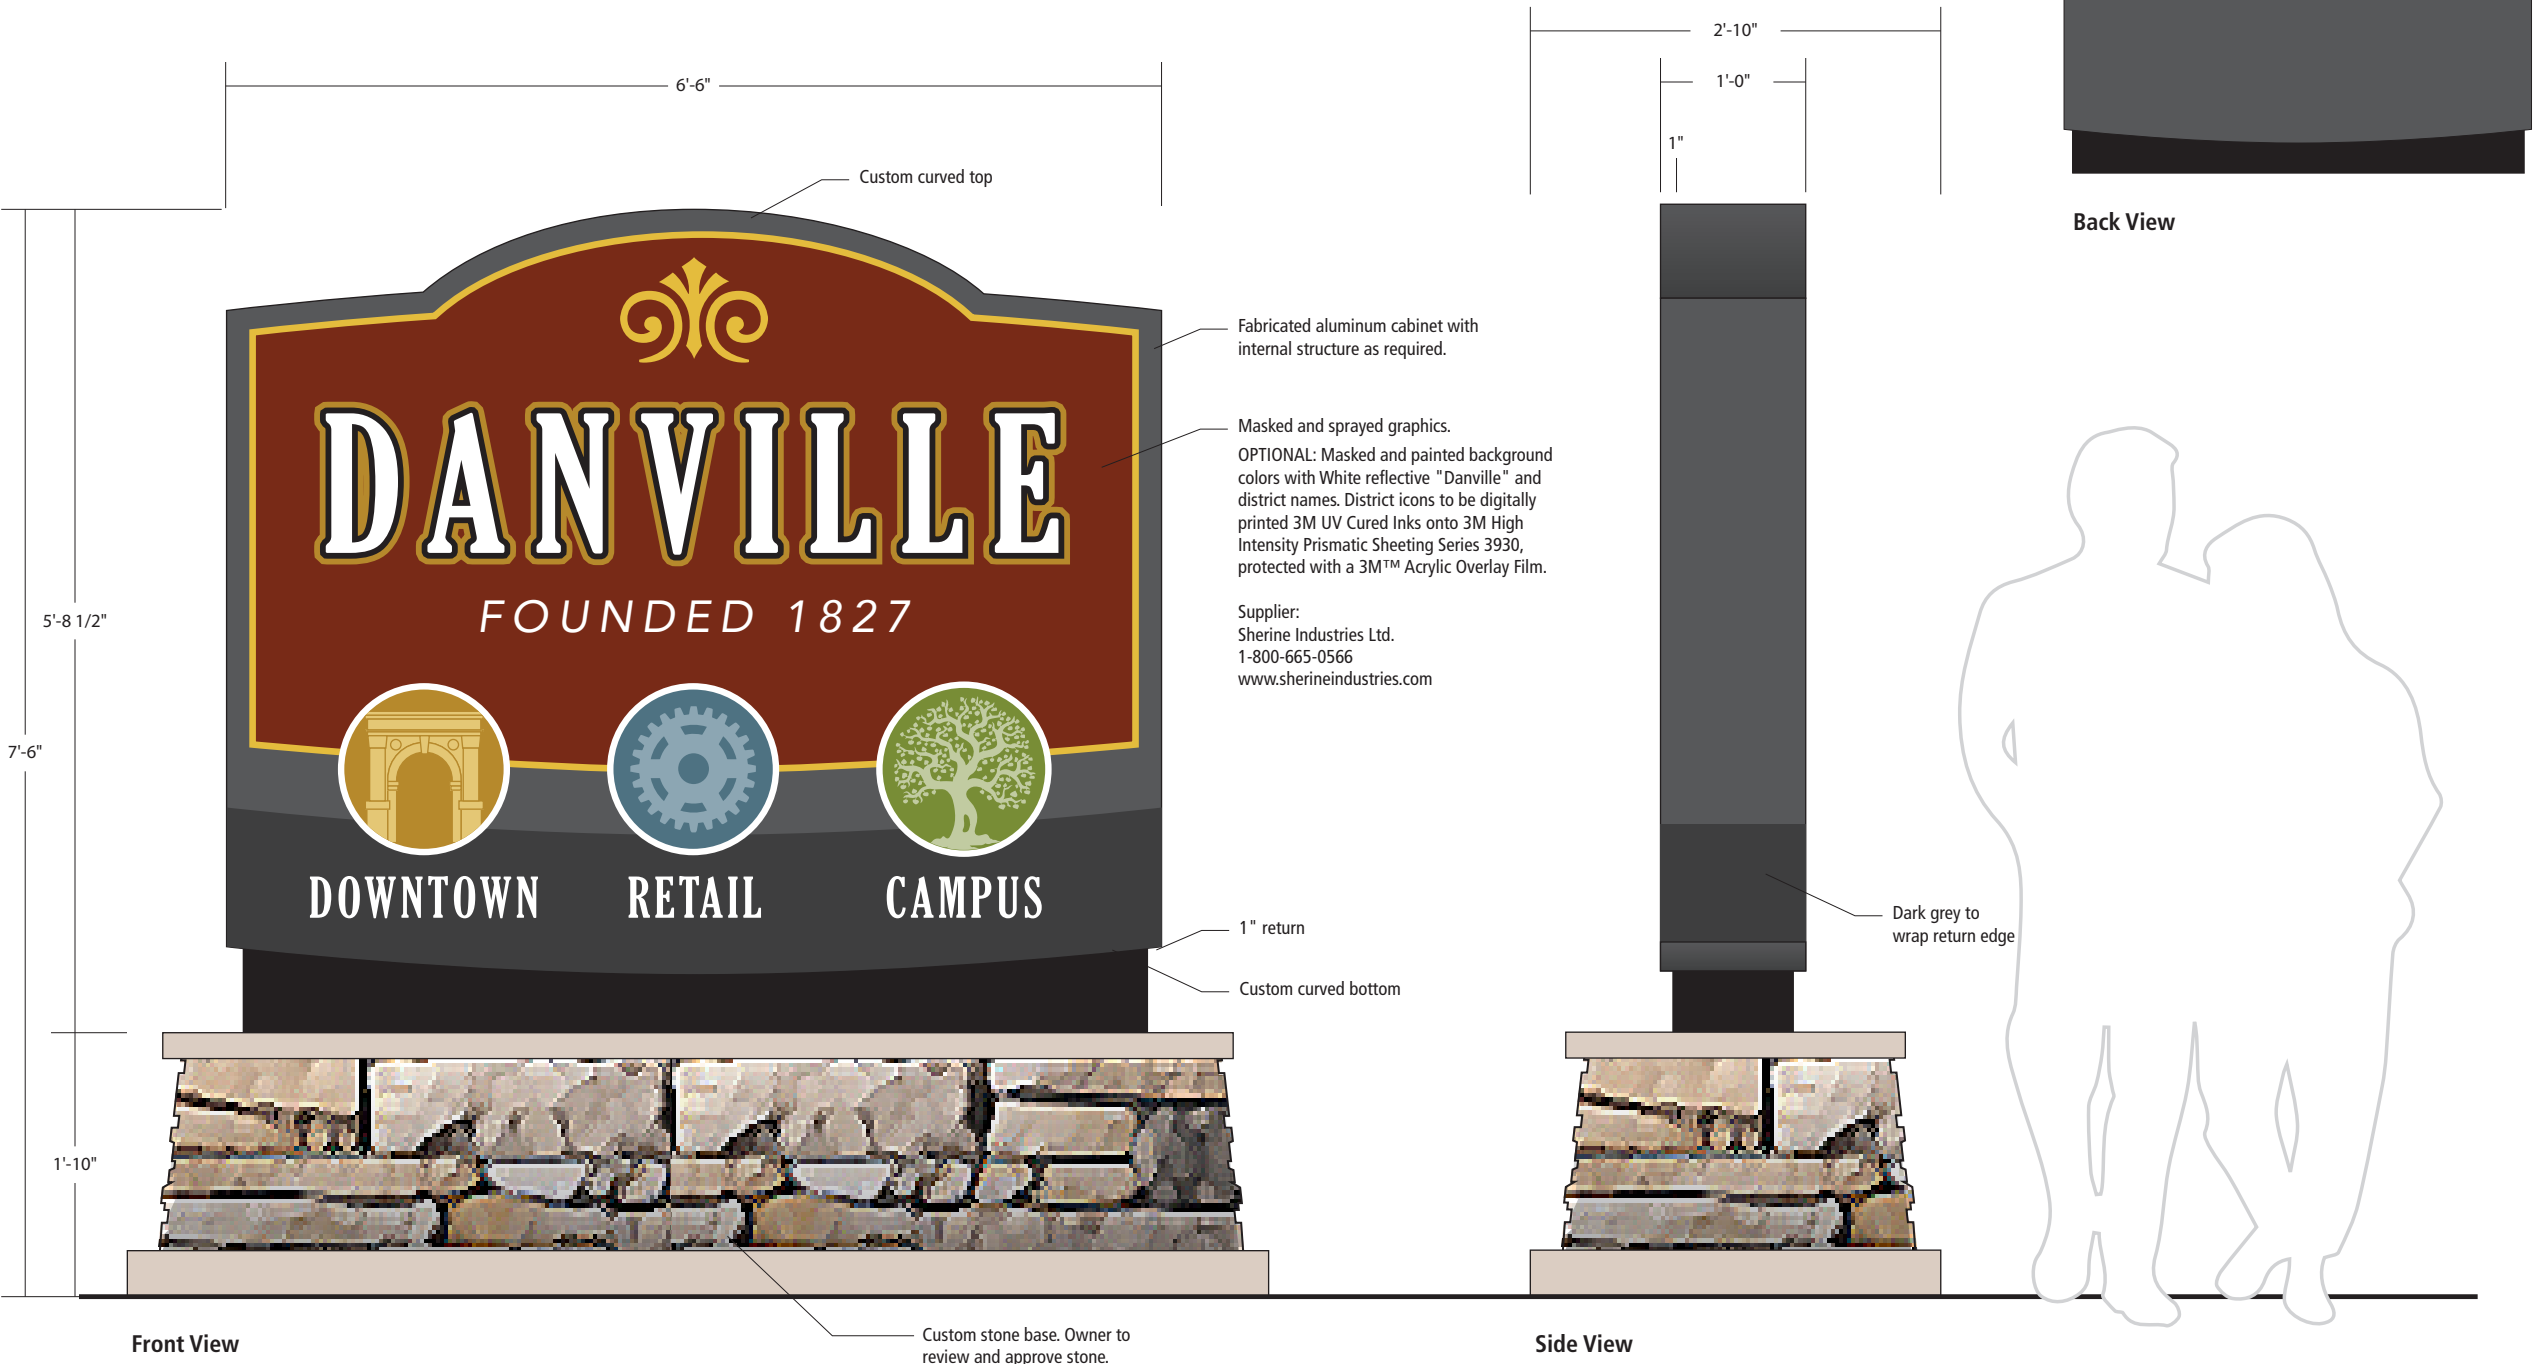 2'-10"
6'-6"
1'-0"
1"
Custom curved top
Back View
Fabricated aluminum cabinet with
internal structure as required.
DANVILLE
Masked and sprayed graphics.
OPTIONAL: Masked and painted background
colors with White reflective "Danville" and
district names. District icons to be digitally
printed 3M UV Cured Inks onto 3M High
Intensity Prismatic Sheeting Series 3930,
protected with a 3M™ Acrylic Overlay Film.
FOUNDED 1827
Supplier:
Sherine Industries Ltd.
1-800-665-0566
www.sherineindustries.com
5'-8 1/2"
7'-6"
DOWNTOWN RETAIL CAMPUS
Dark grey to
wrap return edge
1" return
Custom curved bottom
1'-10"
Front View
Custom stone base. Owner to
review and approve stone.
Side View